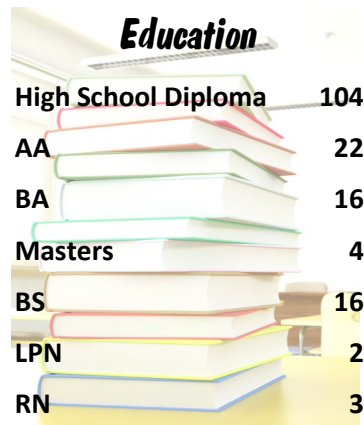 Education
High School Diploma 104
AA 22
BA 16
Masters 4
BS 16
LPN 2
RN 3